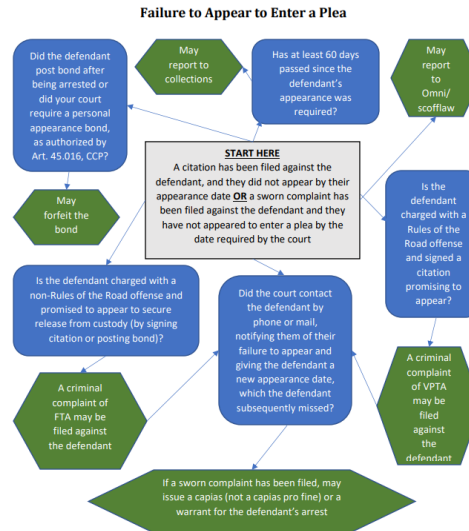 Failure to Appear to Enter a Plea
Did the defendant
post bond after
being arrested or
did your court
require a personal
appearance bond,
as authorized by
Art. 45.016, CCP?
May
report to
collections
Has at least 60 days
passed since the
defendant's
appearance was
required?
May
report
to
Omni/
scofflaw
START HERE
A citation has been filed against the
defendant, and they did not appear by their
appearance date OR a sworn complaint has
been filed against the defendant and they
have not appeared to enter a plea by the
date required by the court
May
forfeit the
bond
Is the
defendant
charged with a
Rules of the
Road offense
and signed a
citation
promising to
appear?
Is the defendant charged with a
non-Rules of the Road offense and
promised to appear to secure
release from custody (by signing
citation or posting bond)?
Did the court contact
the defendant by
phone or mail,
notifying them of their
failure to appear and
giving the defendant a
new appearance date,
which the defendant
subsequently missed?
A criminal
complaint of
FTA may be
filed against
the defendant
A criminal
complaint
of VPTA
may be
filed
against
the
defendant
If a sworn complaint has been filed, may
issue a capias (not a capias pro fine) or a
warrant for the defendant's arrest